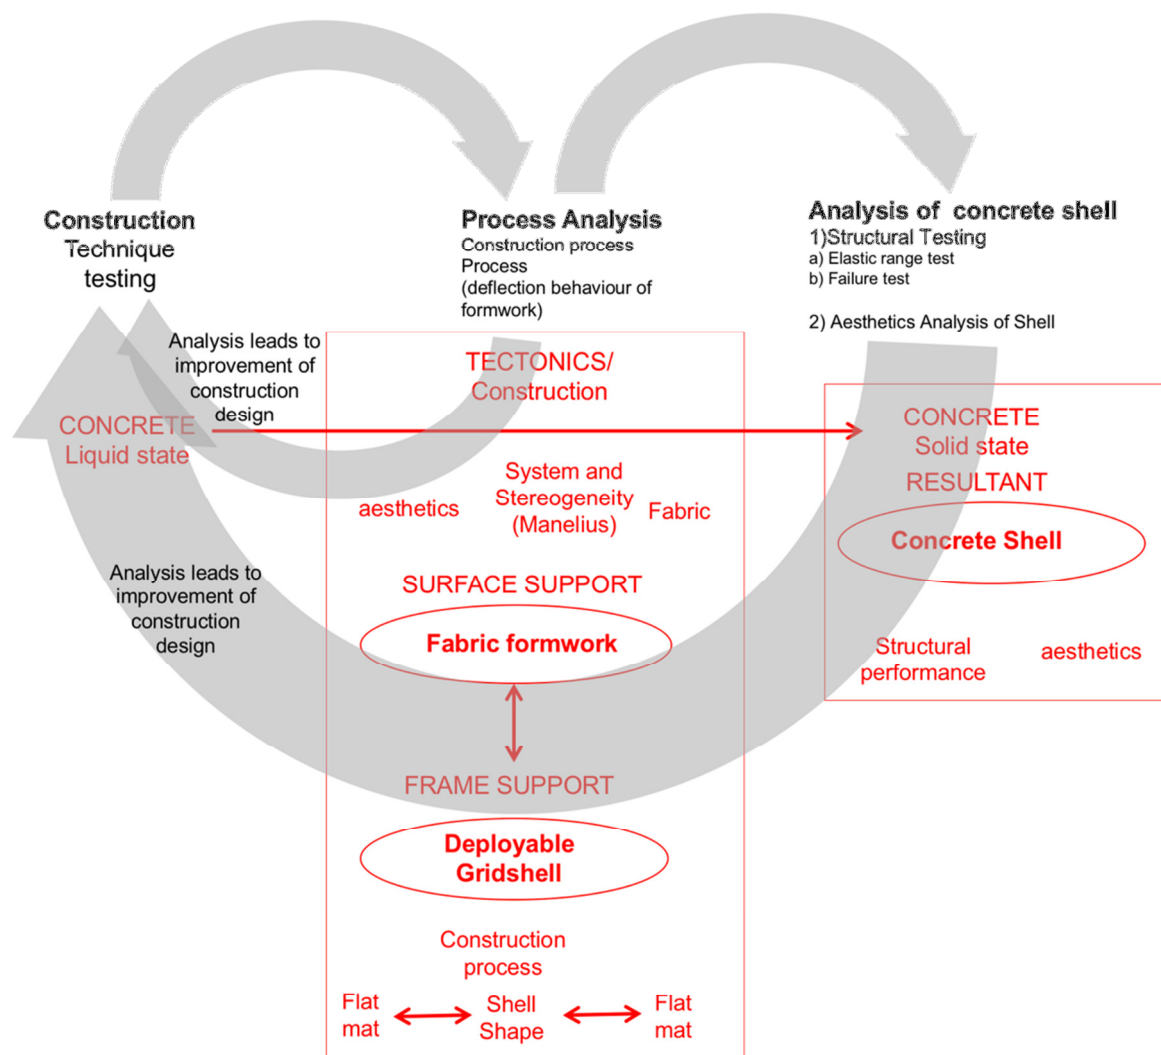 Construction
Technique
testing
Process Analysis
Construction process
Process
(deflection behaviour of
formwork)
Analysis of concrete shell
1)Structural Testing
a) Elastic range test
b) Failure test
2) Aesthetics Analysis of Shell
Analysis leads to
improvement of
construction
design
CONCRETE
Liquid state
TECTONICS/
Construction
System and
Stereogeneity
(Manelius)
aesthetics
Fabric
SURFACE SUPPORT
Fabric formwork
FRAME SUPPORT
Deployable
Gridshell
Construction
process
Flat
mat
Shell
Shape
Flat
mat
CONCRETE
Solid state
RESULTANT
Concrete Shell
Structural
performance
aesthetics
Analysis leads to
improvement of
construction
design